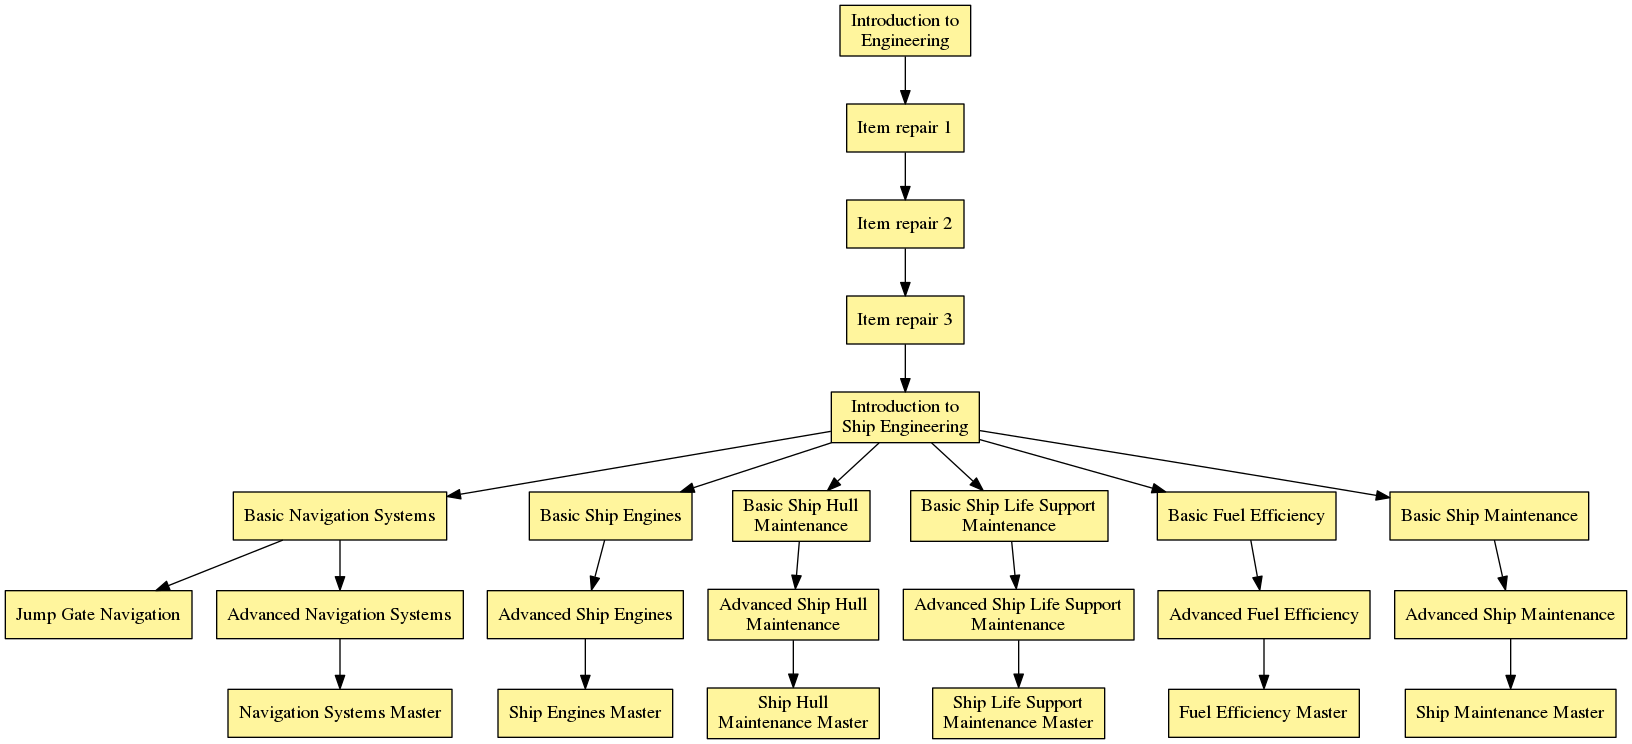 Introduction to
Engineering
Item repair 1
Item repair 2
Item repair 3
Introduction to
Ship Engineering
Basic Navigation Systems
Basic Ship Engines
Basic Ship Hull
Maintenance
Basic Ship Life Support
Maintenance
Basic Fuel Efficiency
Basic Ship Maintenance
Jump Gate Navigation
Advanced Navigation Systems
Advanced Ship Engines
Advanced Ship Hull
Maintenance
Advanced Ship Life Support
Maintenance
Advanced Fuel Efficiency
Advanced Ship Maintenance
Navigation Systems Master
Ship Engines Master
Ship Hull
Maintenance Master
Ship Life Support
Maintenance Master
Fuel Efficiency Master
Ship Maintenance Master